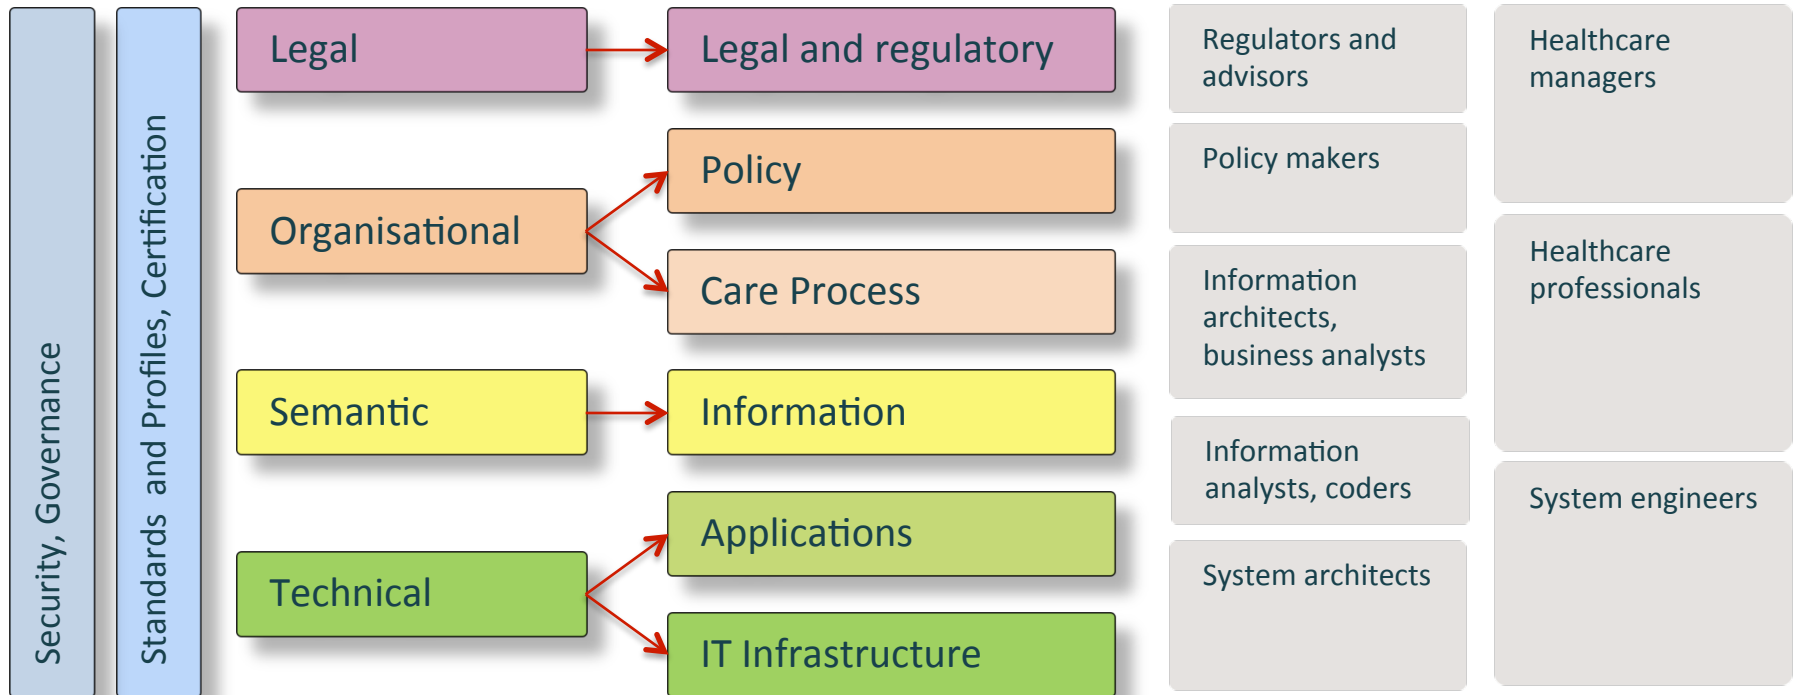 Security, Governance
Standards and Profiles, Certification
Legal
Organisational
Semantic
Technical
Legal and regulatory
Policy
Care Process
Information
Applications
IT Infrastructure
Regulators and
advisors
Policy makers
Information
architects,
business analysts
Information
analysts, coders
System architects
Healthcare
managers
Healthcare
professionals
System engineers